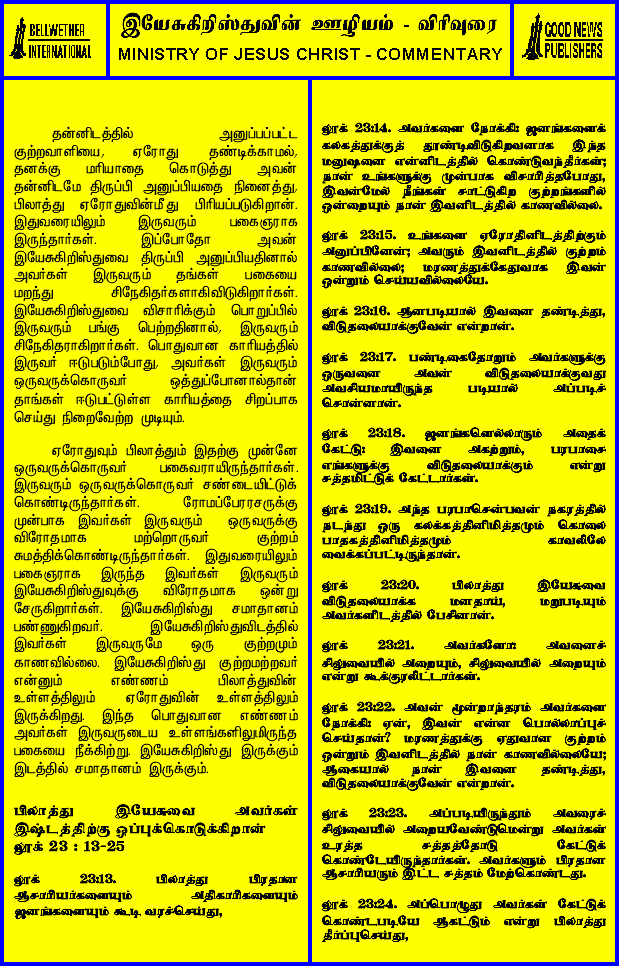 BELLWETHER
INTERNATIONAL
இயேசுகிறிஸ்துவின் ஊழியம் - விரிவுரை
MINISTRY OF JESUS CHRIST - COMMENTARY
GOOD NEWS
PUBLISHERS
தன்னிடத்தில் அனுப்பப்பட்ட
குற்றவாளியை, ஏரோது தண்டிக்காமல்,
தனக்கு மரியாதை கொடுத்து அவன்
தன்னிடமே திருப்பி அனுப்பியதை நினைத்து,
பிலாத்து ஏரோதுவின்மீது பிரியப்படுகிறான்.
இதுவரையிலும் இருவரும் பகைஞராக
இருந்தார்கள். இப்போதோ அவன்
இயேசுகிறிஸ்துவை திருப்பி அனுப்பியதினால்
அவர்கள் இருவரும் தங்கள் பகையை
மறந்து சிநேகிதர்களாகிவிடுகிறார்கள்.
இயேசுகிறிஸ்துவை விசாரிக்கும் பொறுப்பில்
இருவரும் பங்கு பெற்றதினால், இருவரும்
சிநேகிதராகிறார்கள். பொதுவான காரியத்தில்
இருவர் ஈடுபடும்போது, அவர்கள் இருவரும்
ஒருவருக்கொருவர் ஒத்துப்போனால்தான்
தாங்கள் ஈடுபட்டுள்ள காரியத்தை சிறப்பாக
செய்து நிறைவேற்ற முடியும்.
ஏரோதுவும் பிலாத்தும் இதற்கு முன்னே
ஒருவருக்கொருவர் பகைவராயிருந்தார்கள்.
இருவரும் ஒருவருக்கொருவர் சண்டையிட்டுக்
கொண்டிருந்தார்கள். ரோமப்பேரரசருக்கு
முன்பாக இவர்கள் இருவரும் ஒருவருக்கு
விரோதமாக மற்றொருவர் குற்றம்
சுமத்திக்கொண்டிருந்தார்கள். இதுவரையிலும்
பகைஞராக இருந்த இவர்கள் இருவரும்
இயேசுகிறிஸ்துவுக்கு விரோதமாக ஒன்று
சேருகிறார்கள். இயேசுகிறிஸ்து சமாதானம்
பண்ணுகிறவர். இயேசுகிறிஸ்துவிடத்தில்
இவர்கள் இருவருமே ஒரு குற்றமும்
காணவில்லை. இயேசுகிறிஸ்து குற்றமற்றவர்
என்னும் எண்ணம் பிலாத்துவின்
உள்ளத்திலும் ஏரோதுவின் உள்ளத்திலும்
இருக்கிறது. இந்த பொதுவான எண்ணம்
அவர்கள் இருவருடைய உள்ளங்களிலுமிருந்த
பகையை நீக்கிற்று. இயேசுகிறிஸ்து இருக்கும்
இடத்தில் சமாதானம் இருக்கும்.
பிலாத்து இயேசுவை அவர்கள்
இஷ்டத்திற்கு ஒப்புக்கொடுக்கிறான்
லூக் 23 : 13-25
லூக் 23:13. பிலாத்து பிரதான
ஆசாரியர்களையும் அதிகாரிகளையும்
ஜனங்களையும் கூடி வரச்செய்து,
லூக் 23:14. அவர்களை நோக்கி: ஜனங்களைக்
கலகத்துக்குத் தூண்டிவிடுகிறவனாக இந்த
மனுஷனை என்னிடத்தில் கொண்டுவந்தீர்கள்;
நான் உங்களுக்கு முன்பாக விசாரித்தபோது,
இவன்மேல் நீங்கள் சாட்டுகிற குற்றங்களில்
ஒன்றையும் நான் இவனிடத்தில் காணவில்லை.
லூக் 23:15. உங்களை ஏரோதினிடத்திற்கும்
அனுப்பினேன்; அவரும் இவனிடத்தில் குற்றம்
காணவில்லை; மரணத்துக்கேதுவாக இவன்
ஒன்றும் செய்யவில்லையே.
லூக் 23:16. ஆனபடியால் இவனை தண்டித்து,
விடுதலையாக்குவேன் என்றான்.
லூக் 23:17. பண்டிகைதோறும் அவர்களுக்கு
ஒருவனை அவன் விடுதலையாக்குவது
அவசியமாயிருந்த படியால் அப்படிச்
சொன்னான்.
லூக் 23:18. ஜனங்களெல்லாரும் அதைக்
கேட்டு: இவனை அகற்றும், பரபாசை
எங்களுக்கு விடுதலையாக்கும் என்று
சத்தமிட்டுக் கேட்டார்கள்.
லூக் 23:19. அந்த பரபாசென்பவன் நகரத்தில்
நடந்து ஒரு கலக்கத்தினிமித்தமும் கொலை
பாதகத்தினிமித்தமும் காவலிலே
வைக்கப்பட்டிருந்தான்.
லூக் 23:20. பிலாத்து இயேசுவை
விடுதலையாக்க மனதாய், மறுபடியும்
அவர்களிடத்தில் பேசினான்.
லூக் 23:21. அவர்களோ: அவனைச்
சிலுவையில் அறையும், சிலுவையில் அறையும்
என்று கூக்குரலிட்டார்கள்.
லூக் 23:22. அவன் மூன்றாந்தரம் அவர்களை
நோக்கி: ஏன், இவன் என்ன பொல்லாப்புச்
செய்தான்? மரணத்துக்கு ஏதுவான குற்றம்
ஒன்றும் இவனிடத்தில் நான் காணவில்லையே;
ஆகையால் நான் இவனை தண்டித்து,
விடுதலையாக்குவேன் என்றான்.
லூக் 23:23. அப்படியிருந்தும் அவரைச்
சிலுவையில் அறையவேண்டுமென்று அவர்கள்
உரத்த சத்தத்தோடு கேட்டுக்
கொண்டேயிருந்தார்கள். அவர்களும் பிரதான
ஆசாரியரும் இட்ட சத்தம் மேற்கொண்டது.
லூக் 23:24. அப்பொழுது அவர்கள் கேட்டுக்
கொண்டபடியே ஆகட்டும் என்று பிலாத்து
தீர்ப்புசெய்து,